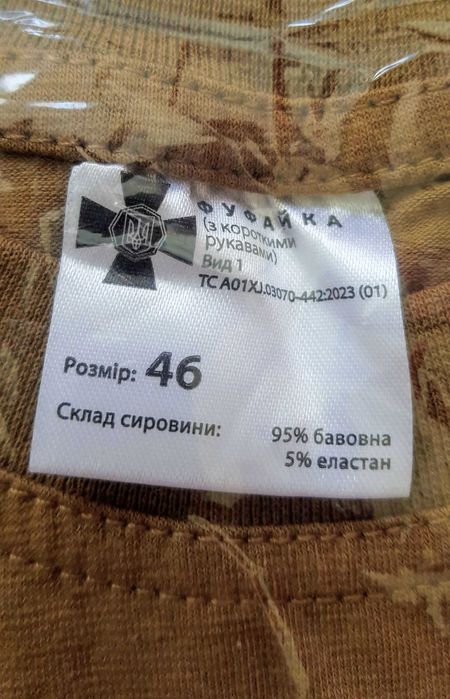 ФУФАЙКА
(з короткими
рукавами)
Вид 1
ТС А01XJ.03070-442:2023 (01)
Розмір: 46
Склад сировини:
95% бавовна
5% еластан